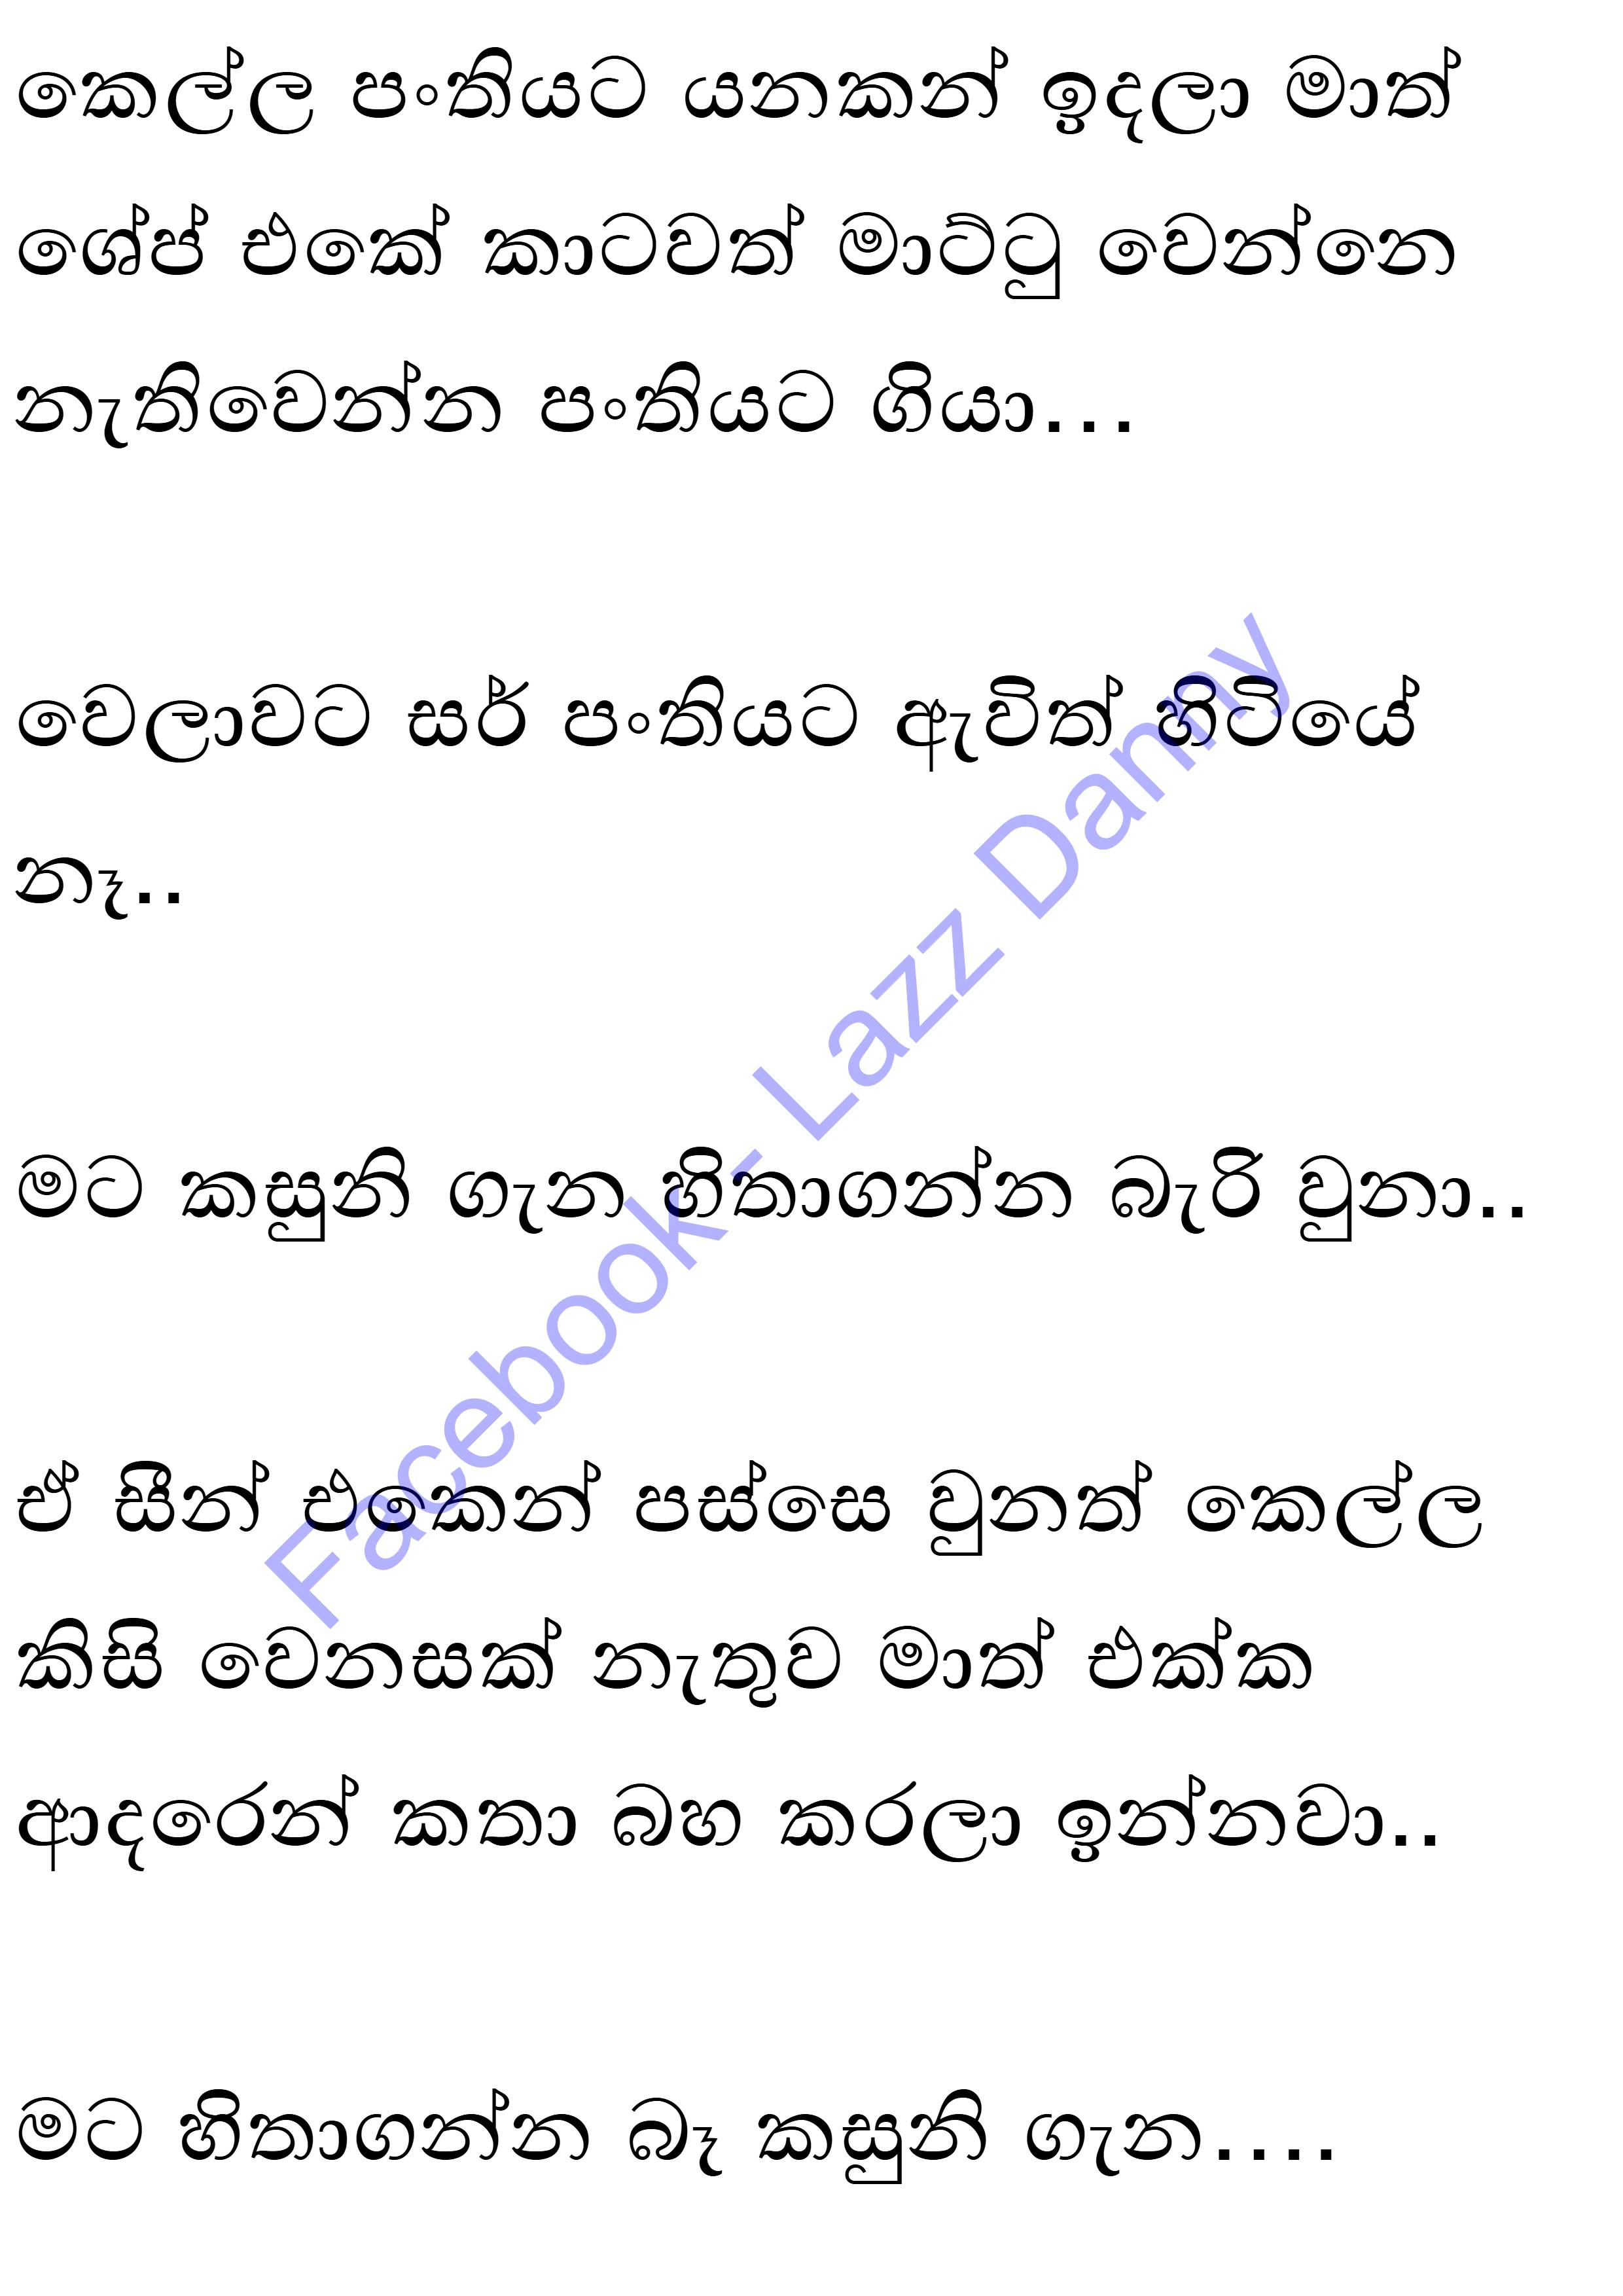 කෙල්ල පංතියට යනකන් ඉදලා මාත්
ශේප් එකේ කාටවත් මාට්ටු වෙන්නෙ
නැතිවෙන්න පංතියට ගියා...
වෙලාවට සර් පංතියට ඇවිත් හිටියේ
නෑ..
මට කසුනි ගැන හිතාගන්න බැරි වුනා..
ඒ සීන් එකෙන් පස්සෙ වුනත් කෙල්ල
කිසි වෙනසක් නැතුව මාත් එක්ක
ආදරෙන් කතා බහ කරලා ඉන්නවා..
මට හිතාගන්න බෑ කසුනි ගැන....
Facebook - Lazz Danny